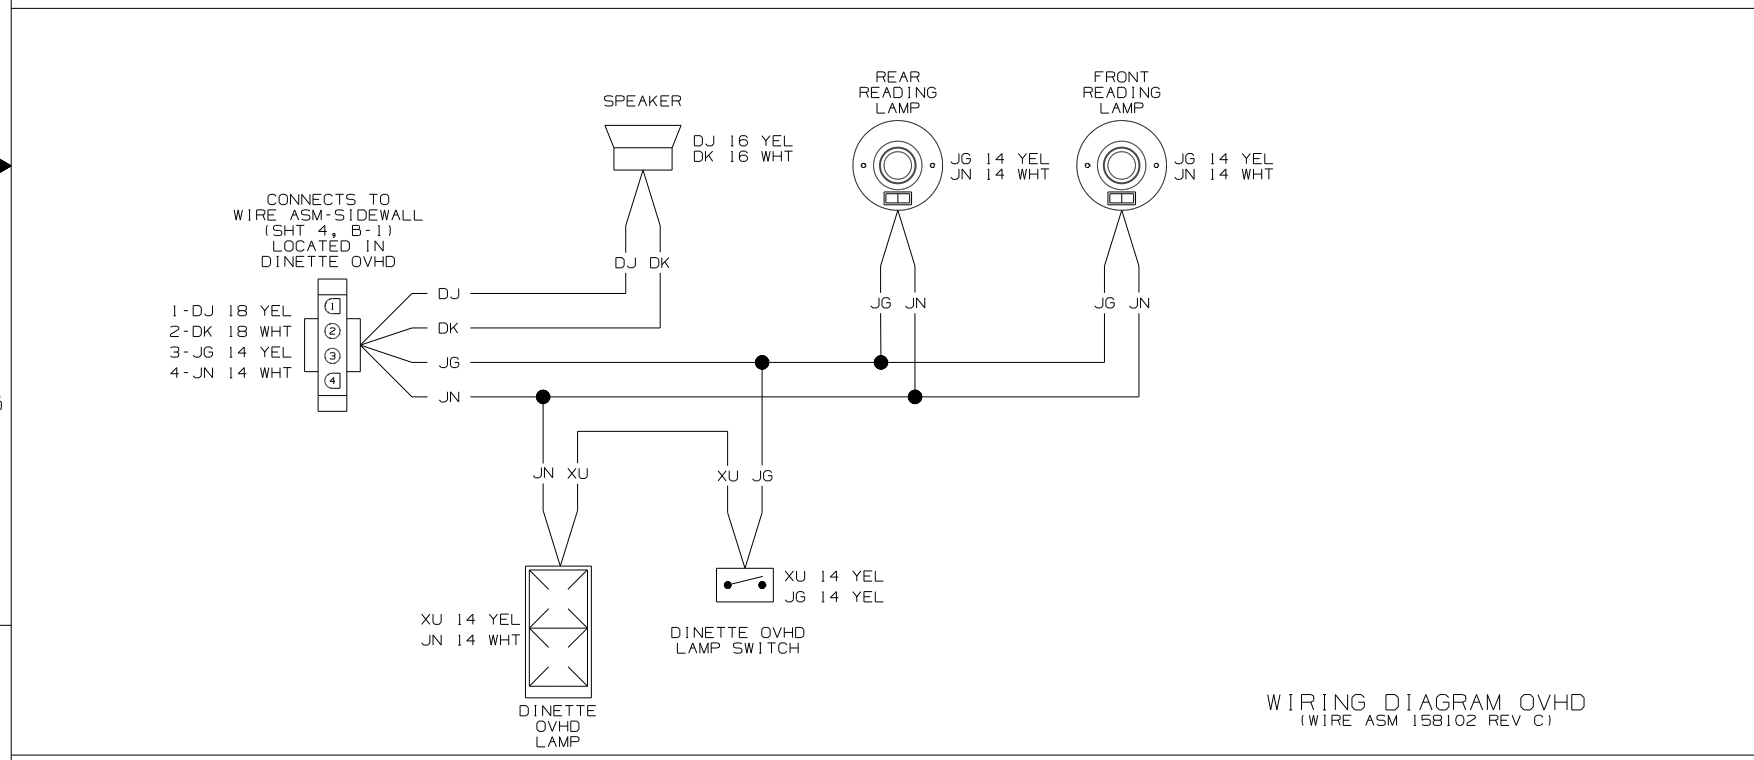 REAR
READING
LAMP
FRONT
READING
LAMP
SPEAKER
DJ 16 YEL
DK 16 WHT
JG 14 YEL
JN 14 WHT
JG 14 YEL
JN 14 WHT
CONNECTS TO
WIRE ASM-SIDEWALL
(SHT 4, B-1)
LOCATED IN
DINETTE OVHD
DJ DK
1-DJ 18 YEL
2-DK 18 WHT
3-JG 14 YEL
4-JN 14 WHT
1
2
3
4
DJ
DK
JG
JN
JG JN
JG JN
JN XU
XU JG
XU 14 YEL
JG 14 YEL
DINETTE OVHD
LAMP SWITCH
XU 14 YEL
JN 14 WHT
DINETTE
OVHD
LAMP
WIRING DIAGRAM OVHD
(WIRE ASM 158102 REV C)